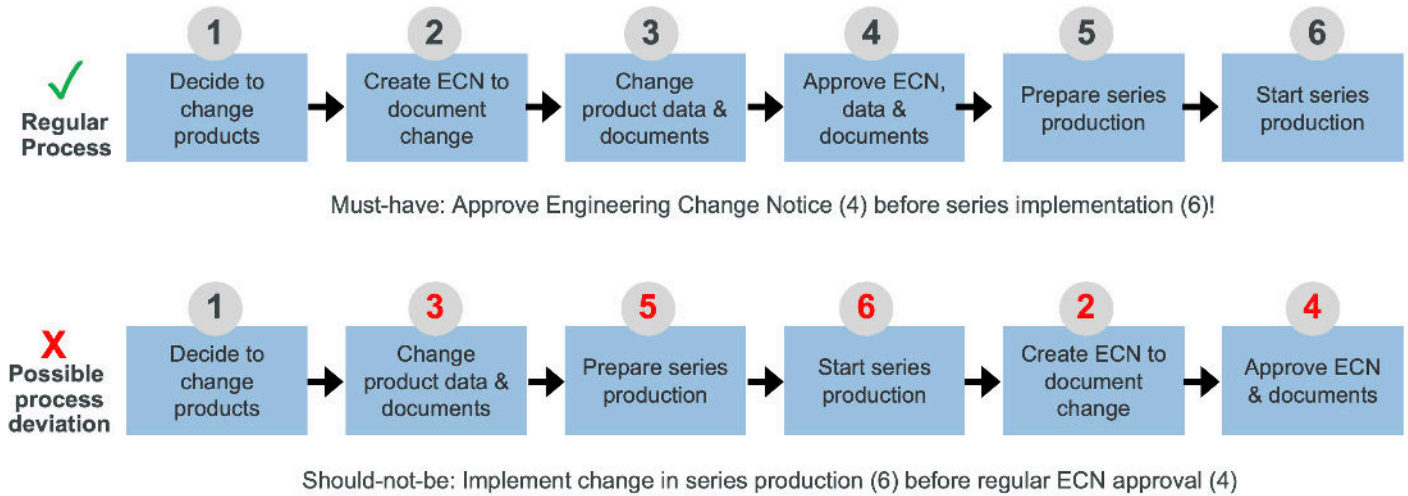 1 2 3 4 5 6
✓
Regular
Process
Decide to
change
products
Create ECN to
document
change
Change
product data &
documents
Approve ECN,
data &
documents
Prepare series
production
Start series
production
Must-have: Approve Engineering Change Notice (4) before series implementation (6)!
1 3 5 6 2 4
X
Possible
process
deviation
Decide to
change
products
Change
product data &
documents
Prepare series
production
Start series
production
Create ECN to
document
change
Approve ECN
& documents
Should-not-be: Implement change in series production (6) before regular ECN approval (4)